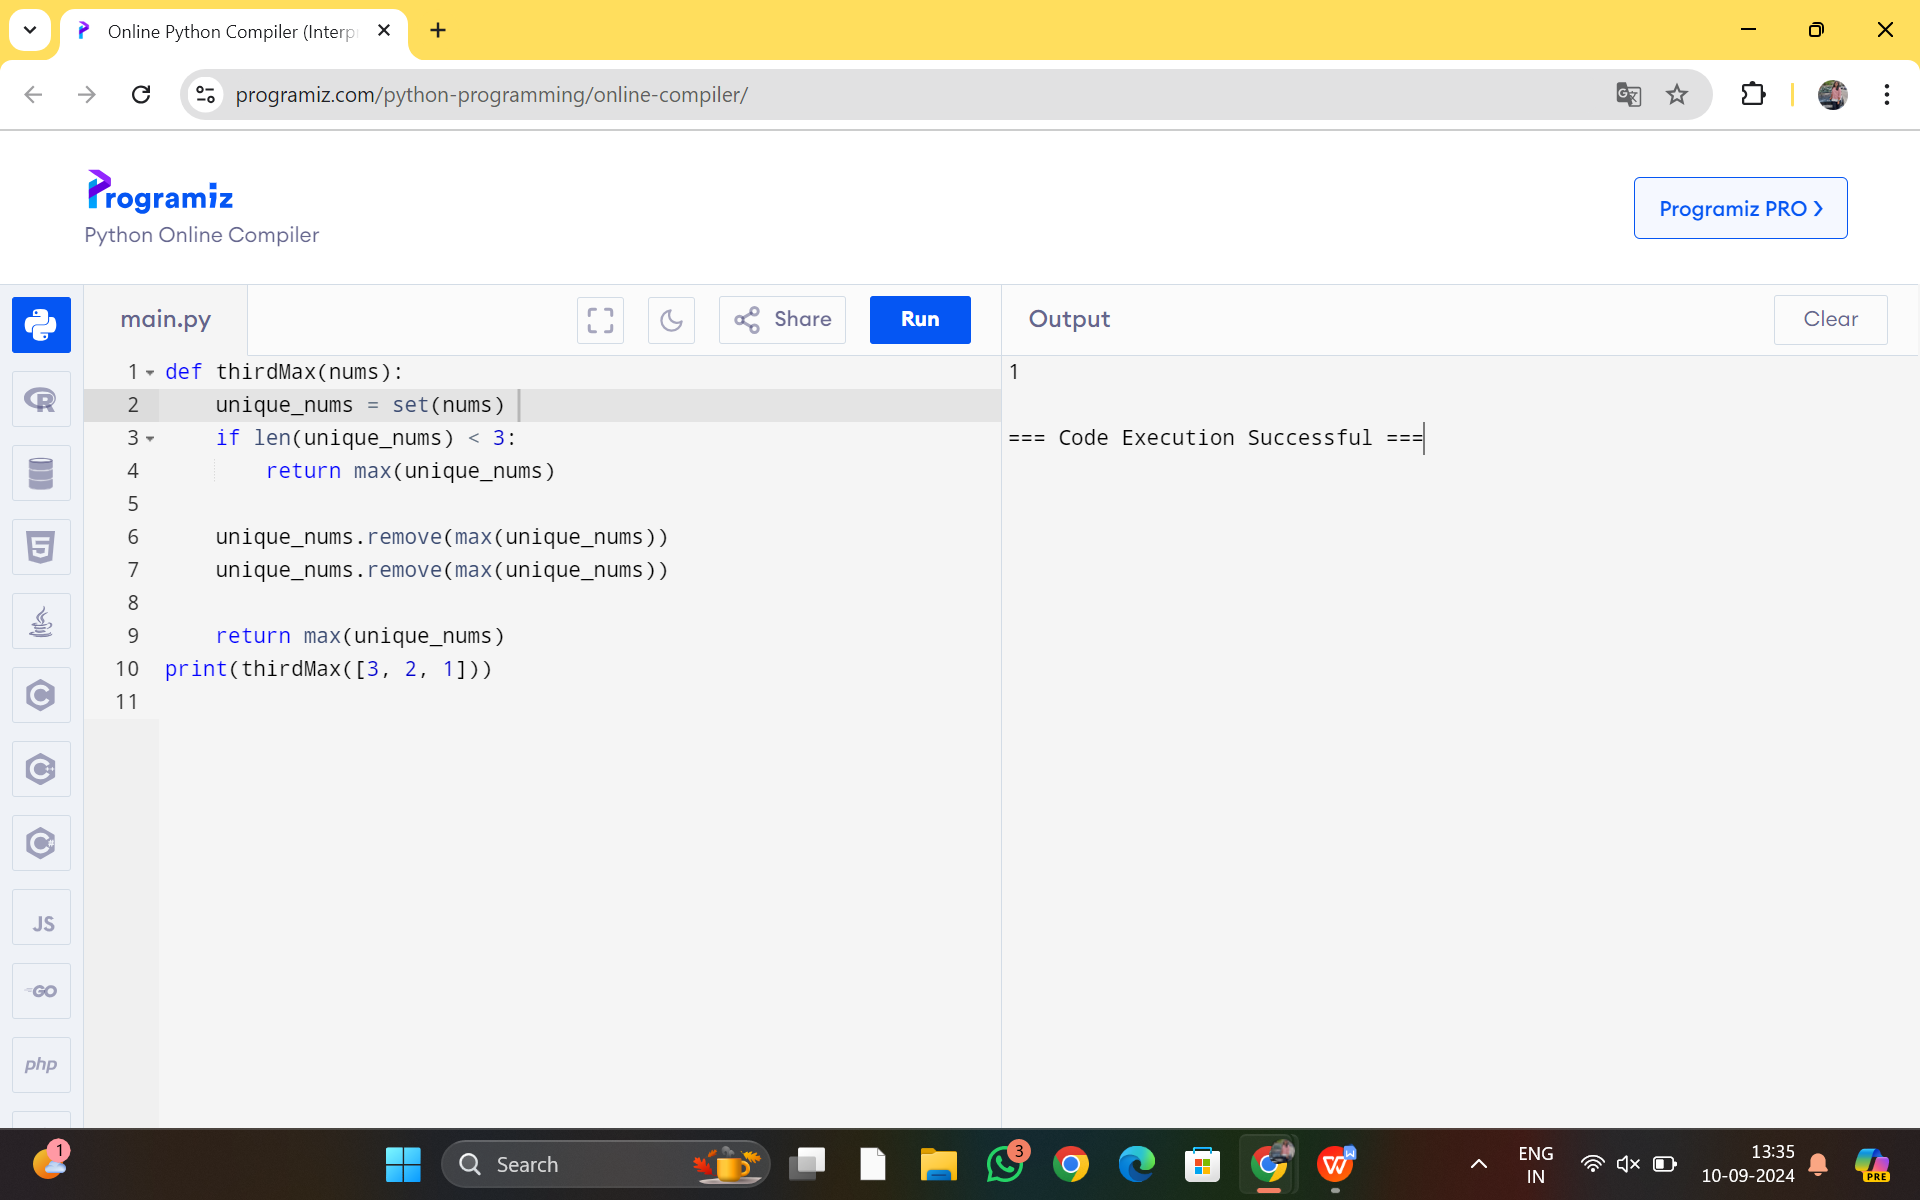 Online Python Compiler (Interp
programiz.com/python-programming/online-compiler/
Programiz
Python Online Compiler
Programiz PRO >
main.py
Share
Run
Output
Clear
1 def thirdMax(nums):
2     unique_nums = set(nums)
3     if len(unique_nums) < 3:
4         return max(unique_nums)
5
6     unique_nums.remove(max(unique_nums))
7     unique_nums.remove(max(unique_nums))
8
9     return max(unique_nums)
10 print(thirdMax([3, 2, 1]))
11
1
=== Code Execution Successful ===
JS
GO
php
1
Search
3
ENG
IN
13:35
10-09-2024
PRE